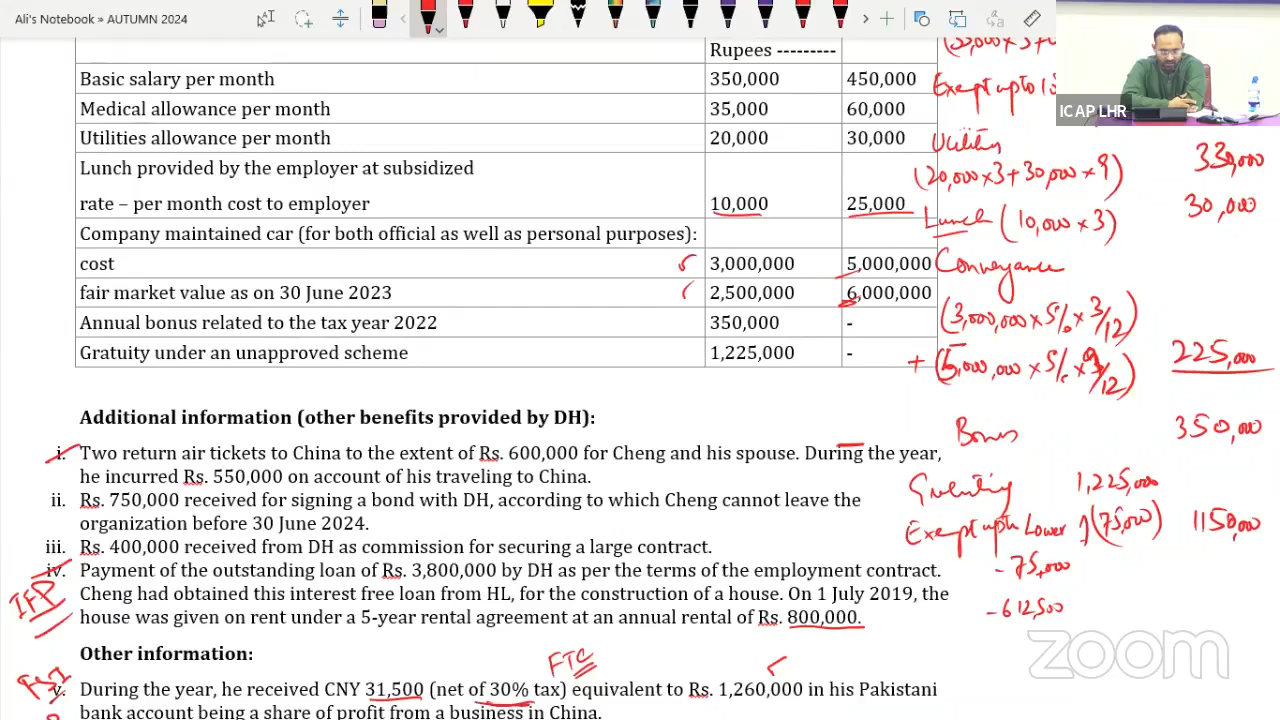 Ali's Notebook » AUTUMN 2024
Rupees ---------
Basic salary per month 350,000 450,000
Medical allowance per month 35,000 60,000
Utilities allowance per month 20,000 30,000
Lunch provided by the employer at subsidized
rate – per month cost to employer 10,000 25,000
Company maintained car (for both official as well as personal purposes):
cost 3,000,000 5,000,000
fair market value as on 30 June 2023 2,500,000 6,000,000
Annual bonus related to the tax year 2022 350,000 -
Gratuity under an unapproved scheme 1,225,000 -
Additional information (other benefits provided by DH):
i. Two return air tickets to China to the extent of Rs. 600,000 for Cheng and his spouse. During the year,
he incurred Rs. 550,000 on account of his traveling to China.
ii. Rs. 750,000 received for signing a bond with DH, according to which Cheng cannot leave the
organization before 30 June 2024.
iii. Rs. 400,000 received from DH as commission for securing a large contract.
iv. Payment of the outstanding loan of Rs. 3,800,000 by DH as per the terms of the employment contract.
Cheng had obtained this interest free loan from HL, for the construction of a house. On 1 July 2019, the
house was given on rent under a 5-year rental agreement at an annual rental of Rs. 800,000.
IFP
Other information:
FTC
v. During the year, he received CNY 31,500 (net of 30% tax) equivalent to Rs. 1,260,000 in his Pakistani
bank account being a share of profit from a business in China.
Exempt upto
Utility
(20,000 × 3 + 30,000 × 9) 330,000
Lunch (10,000 × 3) 30,000
Conveyance
(3,000,000 × 5% × 3/12)
+ (5,000,000 × 5% × 9/12) 225,000
Bonus 350,000
Gratuity 1,225,000
Exempt upto Lower of (75,000) 1150,000
- 75,000
- 612,500
ICAP LHR
zoom